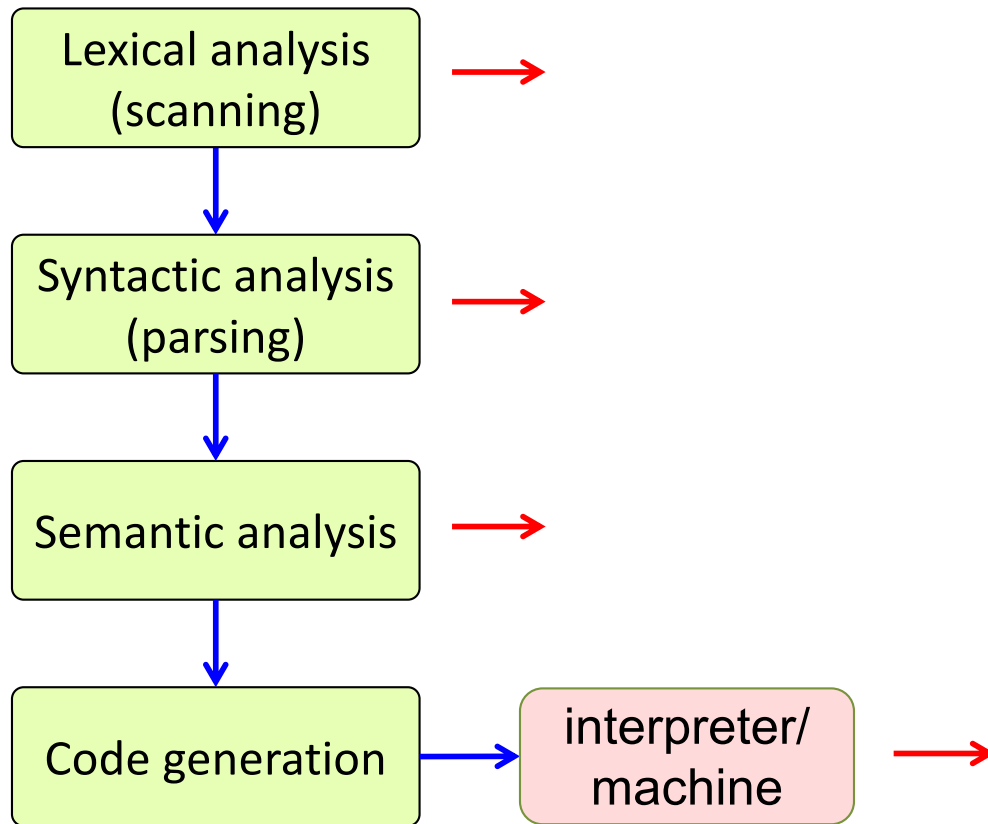 Lexical analysis
(scanning)
Syntactic analysis
(parsing)
Semantic analysis
Code generation
interpreter/
machine